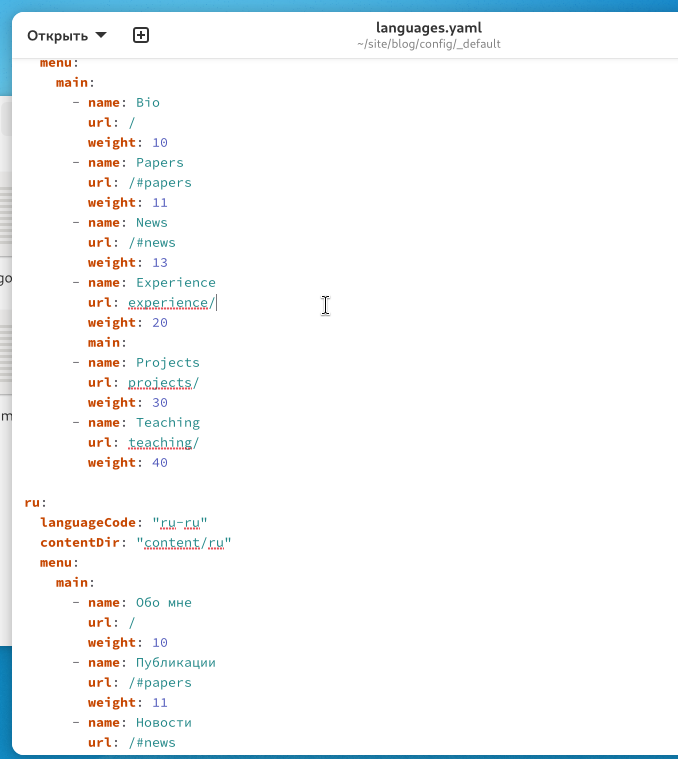 Открыть
languages.yaml
~/site/blog/config/_default
menu:
main:
- name: Bio
url: /
weight: 10
- name: Papers
url: /#papers
weight: 11
- name: News
url: /#news
weight: 13
- name: Experience
url: experience/
weight: 20
main:
- name: Projects
url: projects/
weight: 30
- name: Teaching
url: teaching/
weight: 40
ru:
languageCode: "ru-ru"
contentDir: "content/ru"
menu:
main:
- name: Обо мне
url: /
weight: 10
- name: Публикации
url: /#papers
weight: 11
- name: Новости
url: /#news